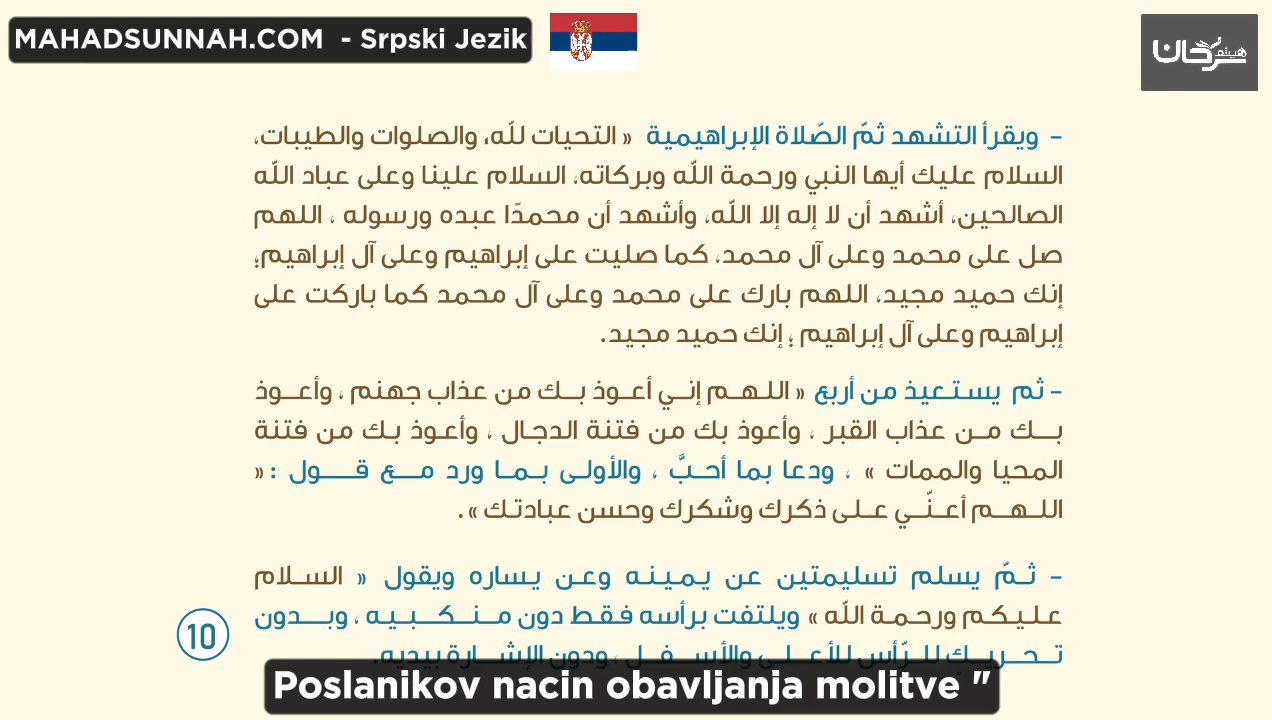 MAHADSUNNAH.COM - Srpski Jezik
هيثم سرحان
- ويقرأ التشهد ثمّ الصّلاة الإبراهيمية « التحيات للّه، والصلوات والطيبات،
السلام عليك أيها النبي ورحمة اللّه وبركاته، السلام علينا وعلى عباد اللّه
الصالحين، أشهد أن لا إله إلا اللّه، وأشهد أن محمدًا عبده ورسوله ، اللهم
صل على محمد وعلى آل محمد، كما صليت على إبراهيم وعلى آل إبراهيم؛
إنك حميد مجيد، اللهم بارك على محمد وعلى آل محمد كما باركت على
إبراهيم وعلى آل إبراهيم ؛ إنك حميد مجيد.
- ثم يستعيذ من أربع « اللهم إني أعوذ بك من عذاب جهنم ، وأعوذ
بك من عذاب القبر ، وأعوذ بك من فتنة الدجال ، وأعوذ بك من فتنة
المحيا والممات » ، ودعا بما أحبَّ ، والأولى بما ورد مع قول : «
اللهم أعنّي على ذكرك وشكرك وحسن عبادتك » .
- ثمّ يسلم تسليمتين عن يمينه وعن يساره ويقول « السلام
عليكم ورحمة اللّه » ويلتفت برأسه فقط دون منكبيه ، وبدون
تحريك للرّأس للأعلى والأسفل ، ودون الإشارة بيديه.
10
Poslanikov nacin obavljanja molitve "